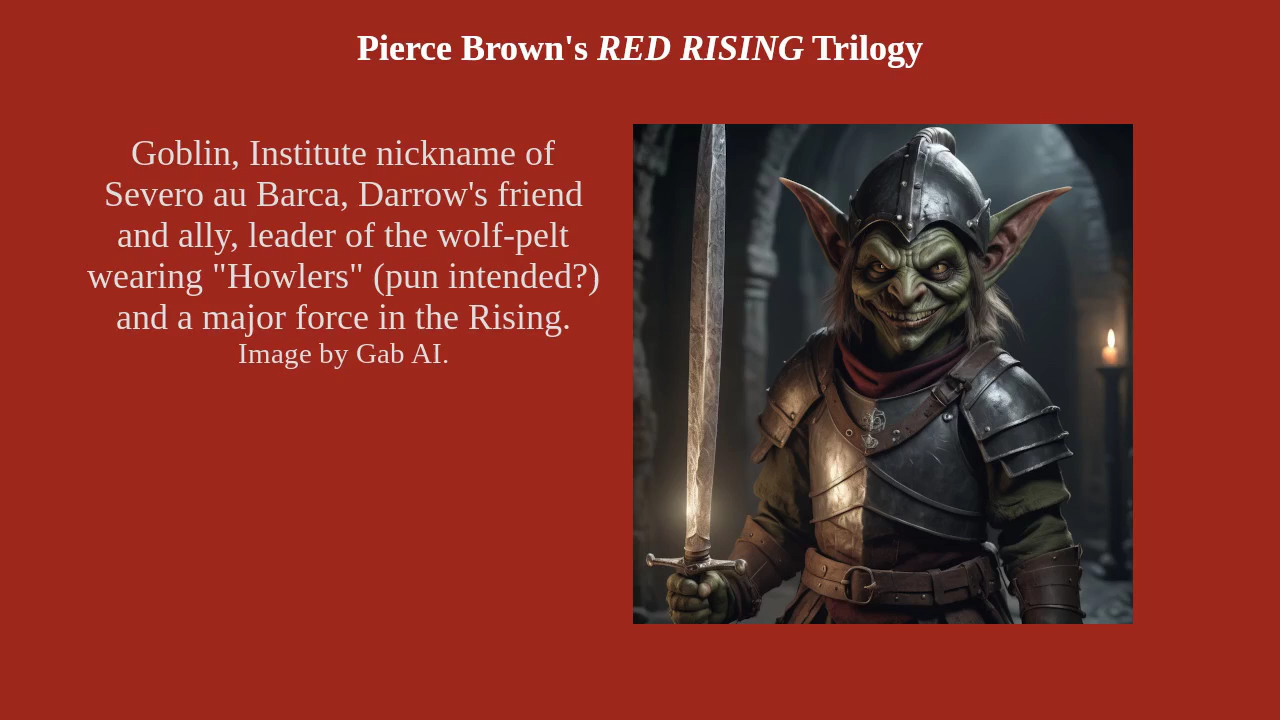 Pierce Brown's RED RISING Trilogy
Goblin, Institute nickname of
Severo au Barca, Darrow's friend
and ally, leader of the wolf-pelt
wearing "Howlers" (pun intended?)
and a major force in the Rising.
Image by Gab AI.